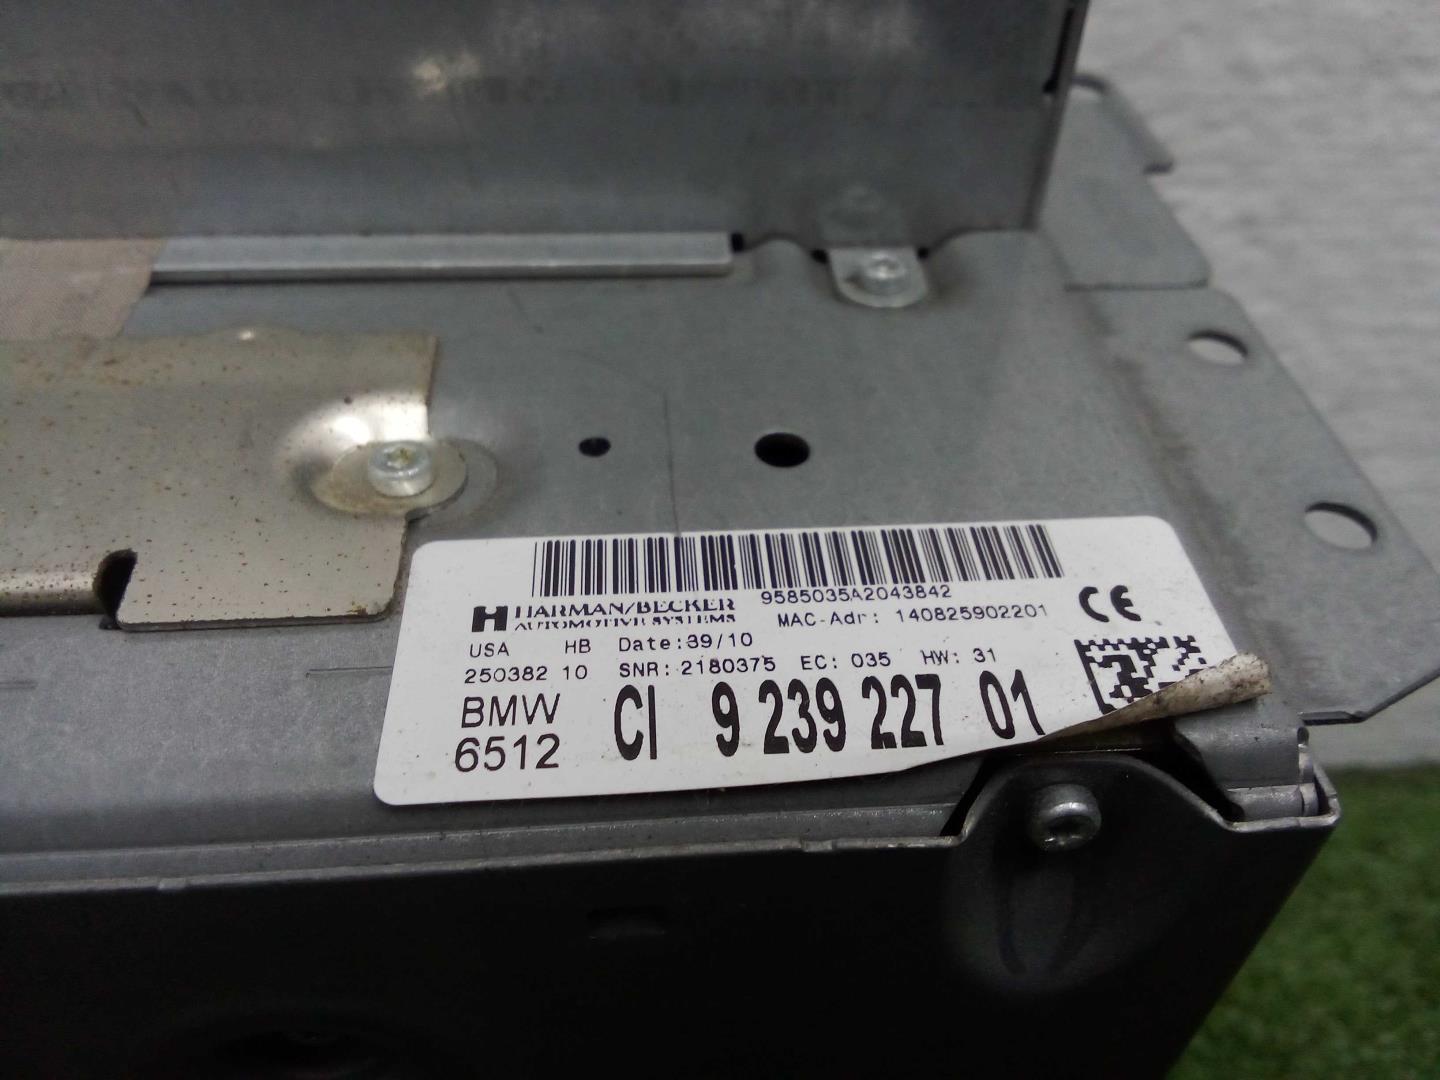 9585035A2043842
HARMAN/BECKER
AUTOMOTIVE SYSTEMS
MAC-Adr: 140825902201
CE
USA HB Date:39/10
250382 10 SNR: 2180375 EC: 035 HW: 31
BMW
6512
CI 9 239 227 01